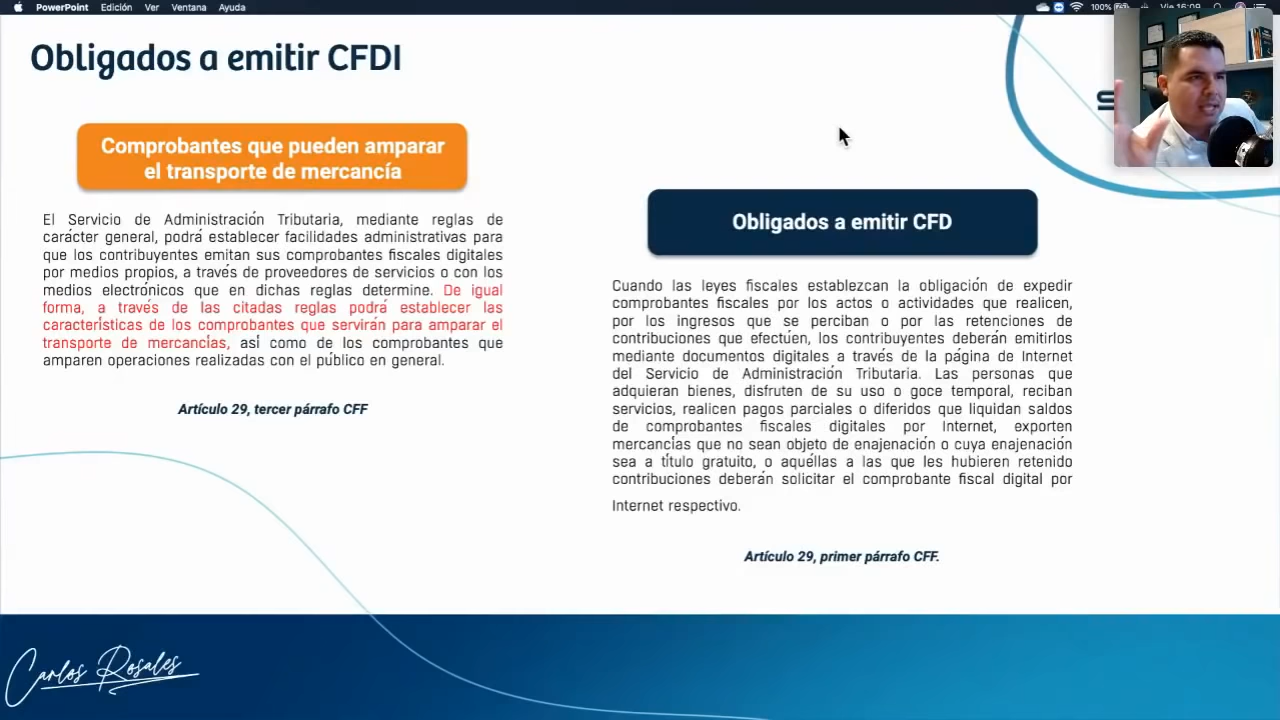 PowerPoint Edición Ver Ventana Ayuda
100%
Vie 16:09
Obligados a emitir CFDI
Comprobantes que pueden amparar
el transporte de mercancía
El Servicio de Administración Tributaria, mediante reglas de
carácter general, podrá establecer facilidades administrativas para
que los contribuyentes emitan sus comprobantes fiscales digitales
por medios propios, a través de proveedores de servicios o con los
medios electrónicos que en dichas reglas determine. De igual
forma, a través de las citadas reglas podrá establecer las
características de los comprobantes que servirán para amparar el
transporte de mercancías, así como de los comprobantes que
amparen operaciones realizadas con el público en general.
Artículo 29, tercer párrafo CFF
Obligados a emitir CFD
Cuando las leyes fiscales establezcan la obligación de expedir
comprobantes fiscales por los actos o actividades que realicen,
por los ingresos que se perciban o por las retenciones de
contribuciones que efectúen, los contribuyentes deberán emitirlos
mediante documentos digitales a través de la página de Internet
del Servicio de Administración Tributaria. Las personas que
adquieran bienes, disfruten de su uso o goce temporal, reciban
servicios, realicen pagos parciales o diferidos que liquidan saldos
de comprobantes fiscales digitales por Internet, exporten
mercancías que no sean objeto de enajenación o cuya enajenación
sea a título gratuito, o aquéllas a las que les hubieren retenido
contribuciones deberán solicitar el comprobante fiscal digital por
Internet respectivo.
Artículo 29, primer párrafo CFF.
Carlos Rosales